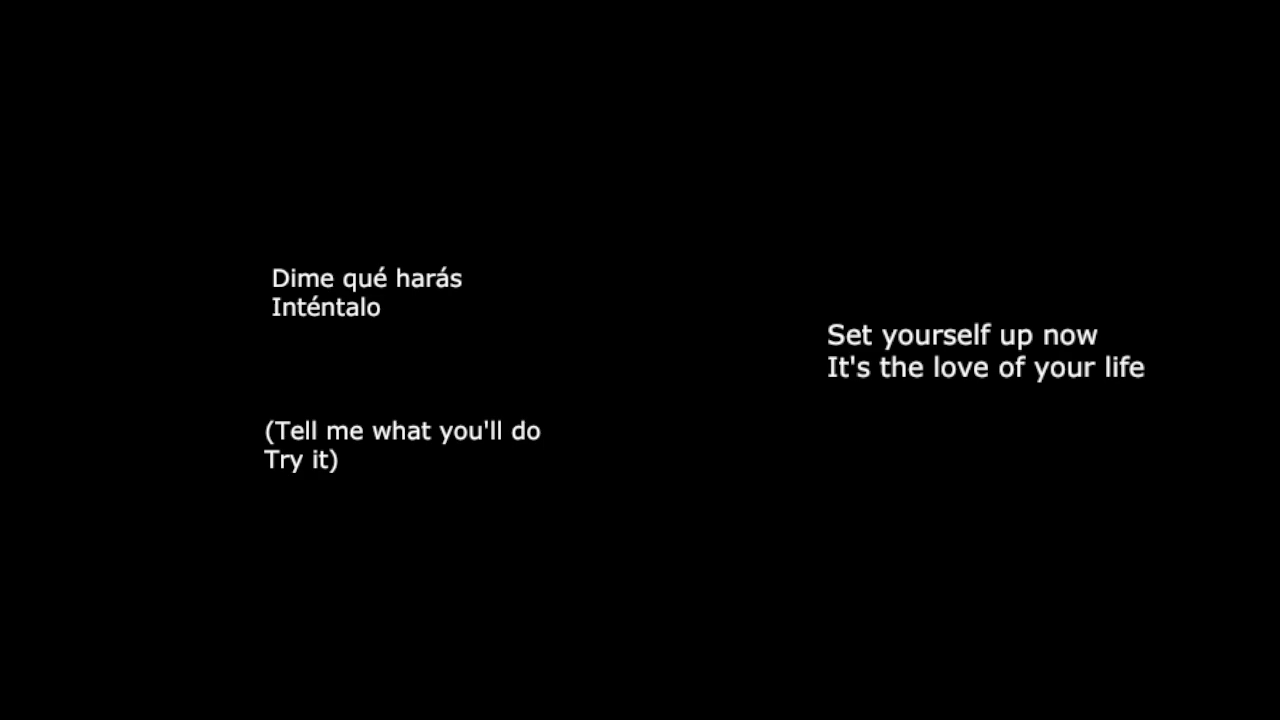 Dime qué harás
Inténtalo
(Tell me what you'll do
Try it)
Set yourself up now
It's the love of your life